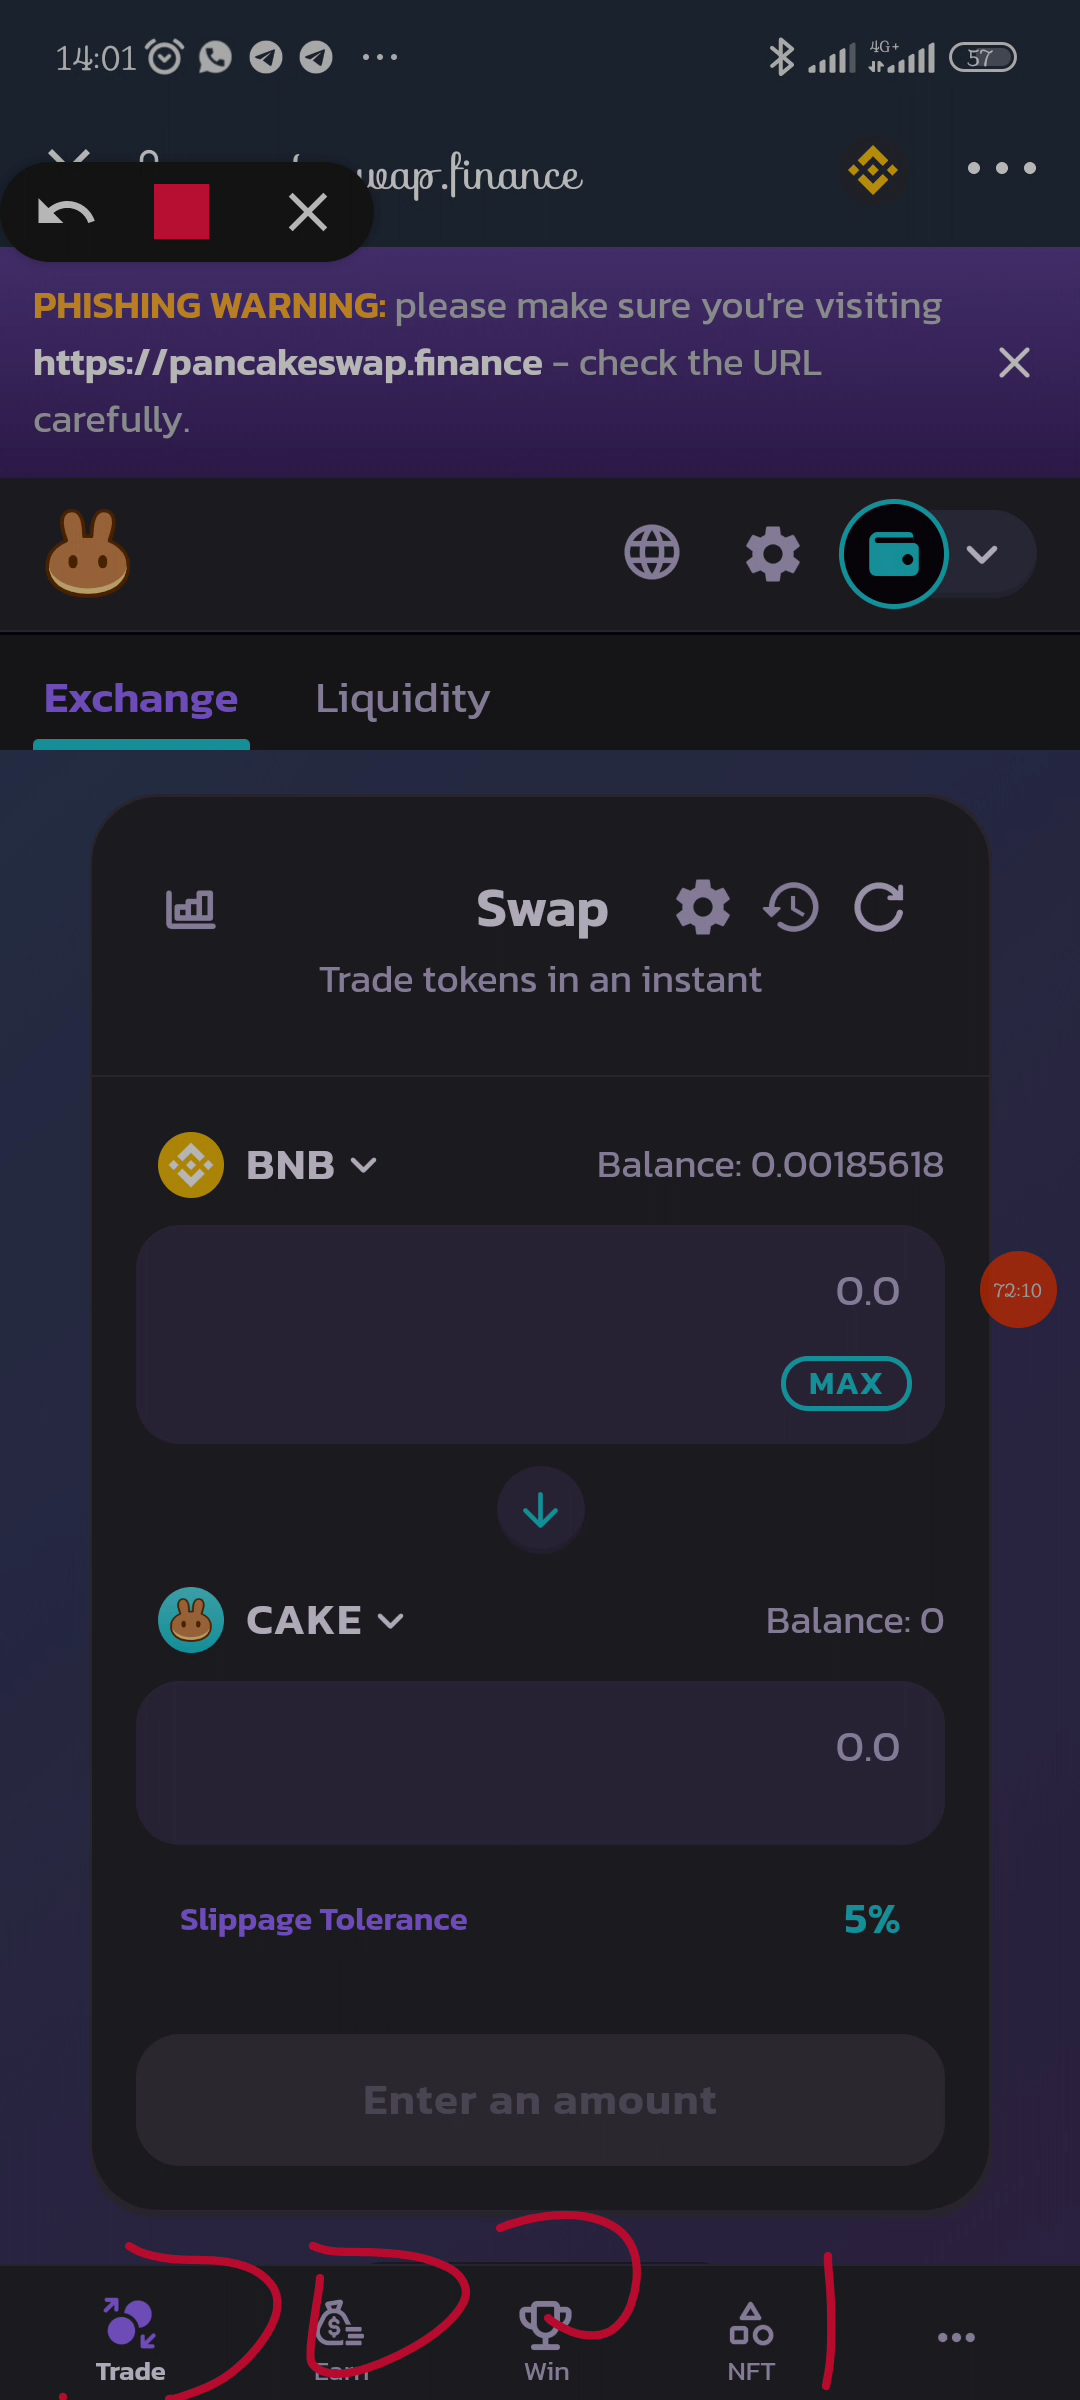 14:01
4G+
57
wap.finance
PHISHING WARNING: please make sure you're visiting
https://pancakeswap.finance - check the URL
carefully.
Exchange Liquidity
Swap
Trade tokens in an instant
BNB Balance: 0.00185618
0.0
72:10
MAX
CAKE Balance: 0
0.0
Slippage Tolerance 5%
Enter an amount
Trade Earn Win NFT